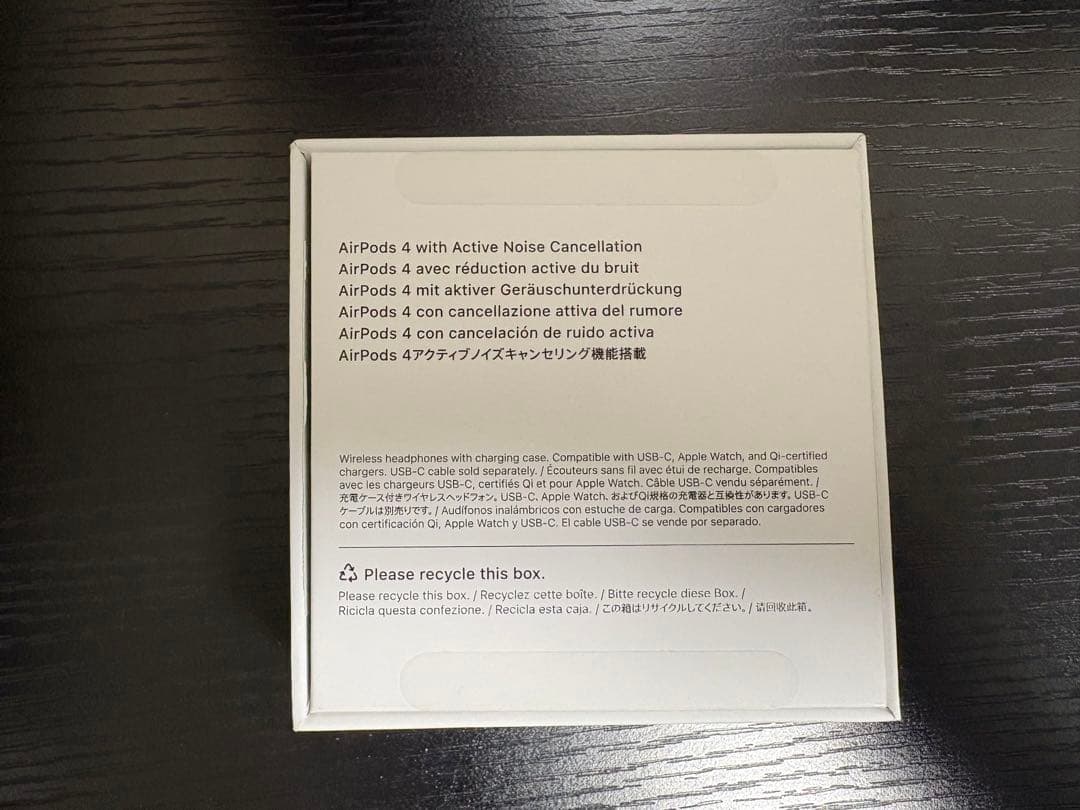 AirPods 4 with Active Noise Cancellation
AirPods 4 avec réduction active du bruit
AirPods 4 mit aktiver Geräuschunterdrückung
AirPods 4 con cancellazione attiva del rumore
AirPods 4 con cancelación de ruido activa
AirPods 4アクティブノイズキャンセリング機能搭載
Wireless headphones with charging case. Compatible with USB-C, Apple Watch, and Qi-certified
chargers. USB-C cable sold separately. / Écouteurs sans fil avec étui de recharge. Compatibles
avec les chargeurs USB-C, certifiés Qi et pour Apple Watch. Câble USB-C vendu séparément. /
充電ケース付きワイヤレスヘッドフォン。USB-C、Apple Watch、およびQi規格の充電器と互換性があります。USB-C
ケーブルは別売りです。/ Audífonos inalámbricos con estuche de carga. Compatibles con cargadores
con certificación Qi, Apple Watch y USB-C. El cable USB-C se vende por separado.
Please recycle this box.
Please recycle this box. / Recyclez cette boîte. / Bitte recycle diese Box. /
Ricicla questa confezione. / Recicla esta caja. / この箱はリサイクルしてください。/ 请回收此箱。